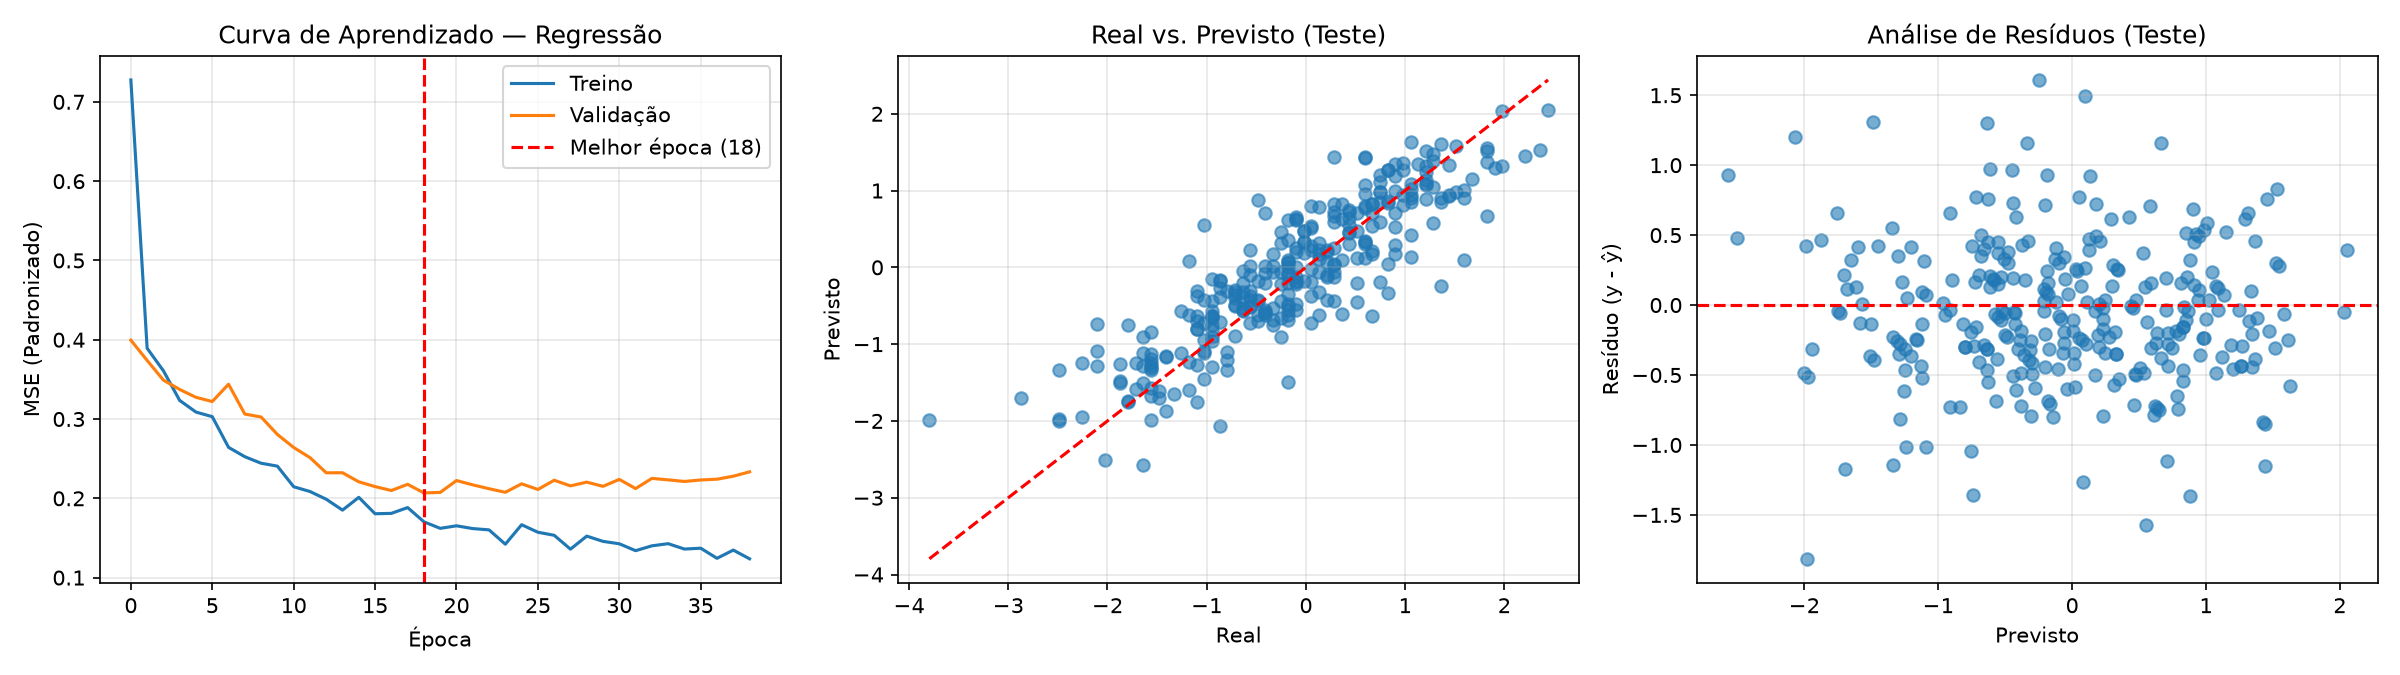 Curva de Aprendizado — Regressão
MSE (Padronizado)
0.7
0.6
0.5
0.4
0.3
0.2
0.1
0 5 10 15 20 25 30 35
Época
Treino
Validação
Melhor época (18)
Real vs. Previsto (Teste)
Previsto
2
1
0
−1
−2
−3
−4
−4 −3 −2 −1 0 1 2
Real
Análise de Resíduos (Teste)
Resíduo (y - ŷ)
1.5
1.0
0.5
0.0
−0.5
−1.0
−1.5
−2 −1 0 1 2
Previsto